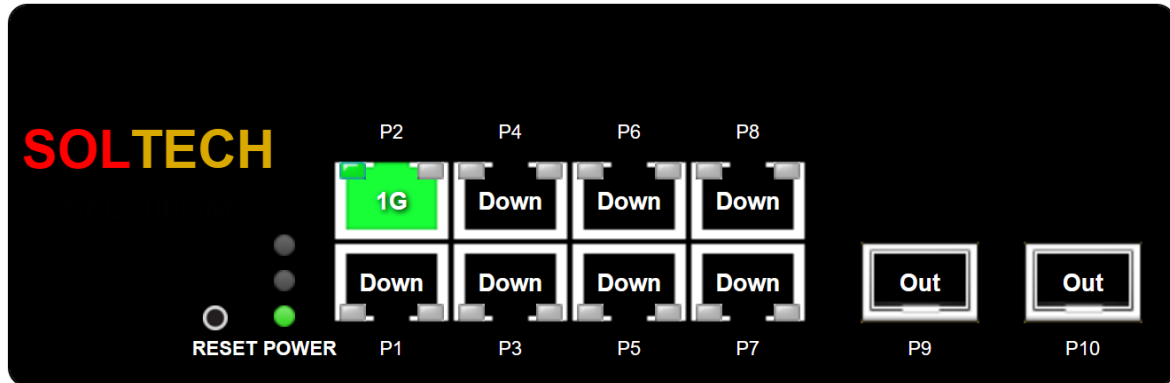 SOLTECH
P2 P4 P6 P8
1G Down Down Down
Down Down Down Down Out Out
RESET POWER P1 P3 P5 P7 P9 P10